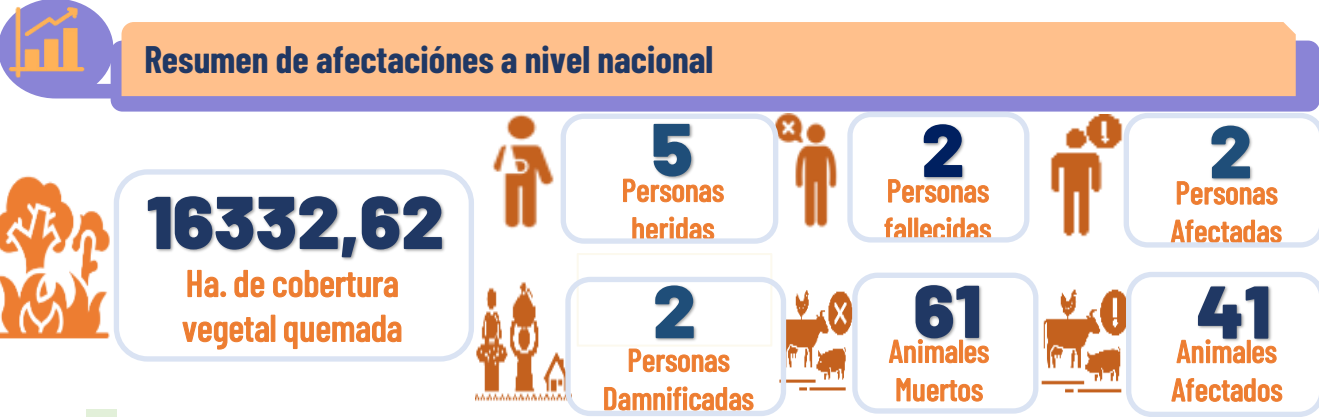 Resumen de afectaciónes a nivel nacional
16332,62
Ha. de cobertura
vegetal quemada
5
Personas
heridas
2
Personas
fallecidas
2
Personas
Afectadas
2
Personas
Damnificadas
61
Animales
Muertos
41
Animales
Afectados